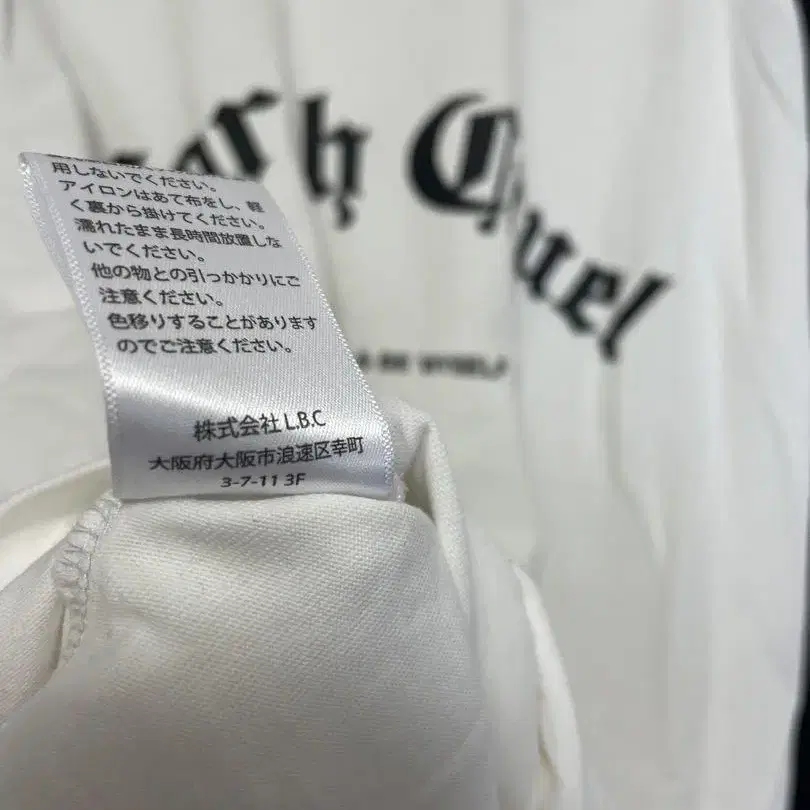 用しないでください。
アイロンはあて布をし、軽
く裏から掛けてください。
濡れたまま長時間放置しな
いでください。
他の物との引っかかりにご
注意ください。
色移りすることがあります
のでご注意ください。
株式会社 L.B.C
大阪府大阪市浪速区幸町
3-7-11 3F